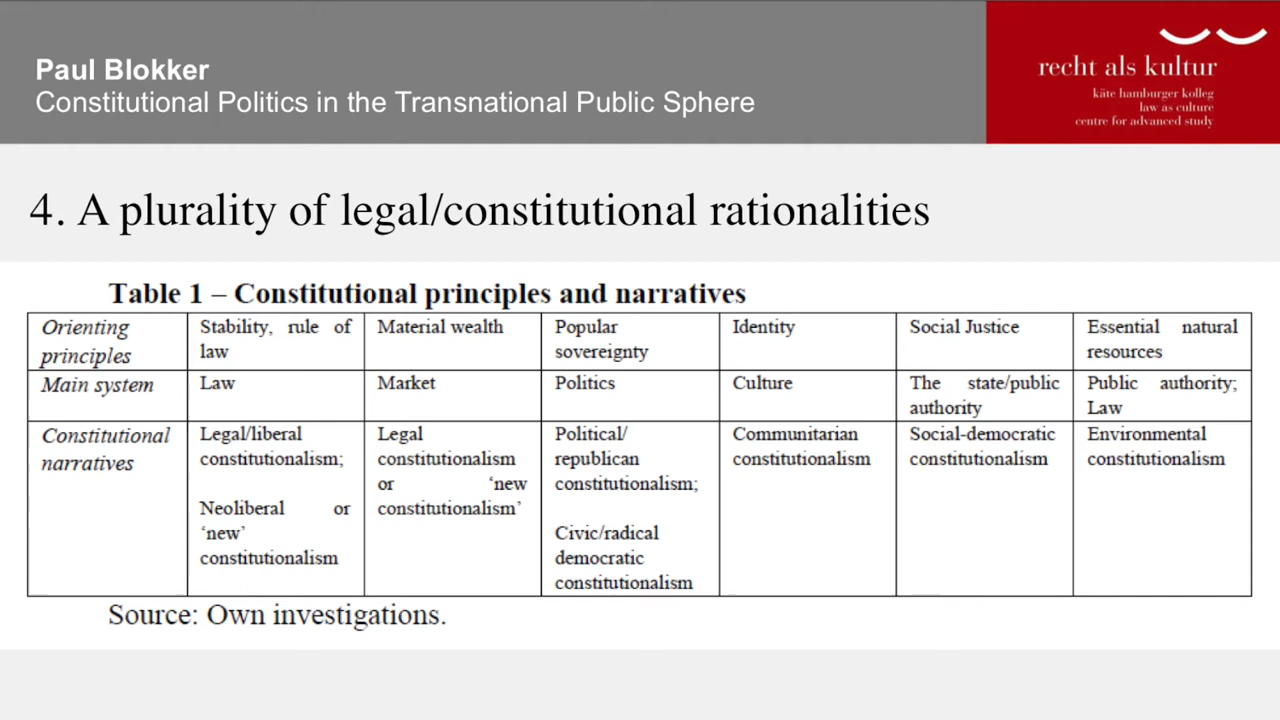 Paul Blokker
Constitutional Politics in the Transnational Public Sphere
recht als kultur
käte hamburger kolleg
law as culture
centre for advanced study
4. A plurality of legal/constitutional rationalities
Table 1 – Constitutional principles and narratives
Orienting
principles
Stability, rule of
law
Material wealth
Popular
sovereignty
Identity
Social Justice
Essential natural
resources
Main system
Law
Market
Politics
Culture
The state/public
authority
Public authority;
Law
Constitutional
narratives
Legal/liberal
constitutionalism;
Neoliberal or
‘new’
constitutionalism
Legal
constitutionalism
or ‘new
constitutionalism’
Political/
republican
constitutionalism;
Civic/radical
democratic
constitutionalism
Communitarian
constitutionalism
Social-democratic
constitutionalism
Environmental
constitutionalism
Source: Own investigations.